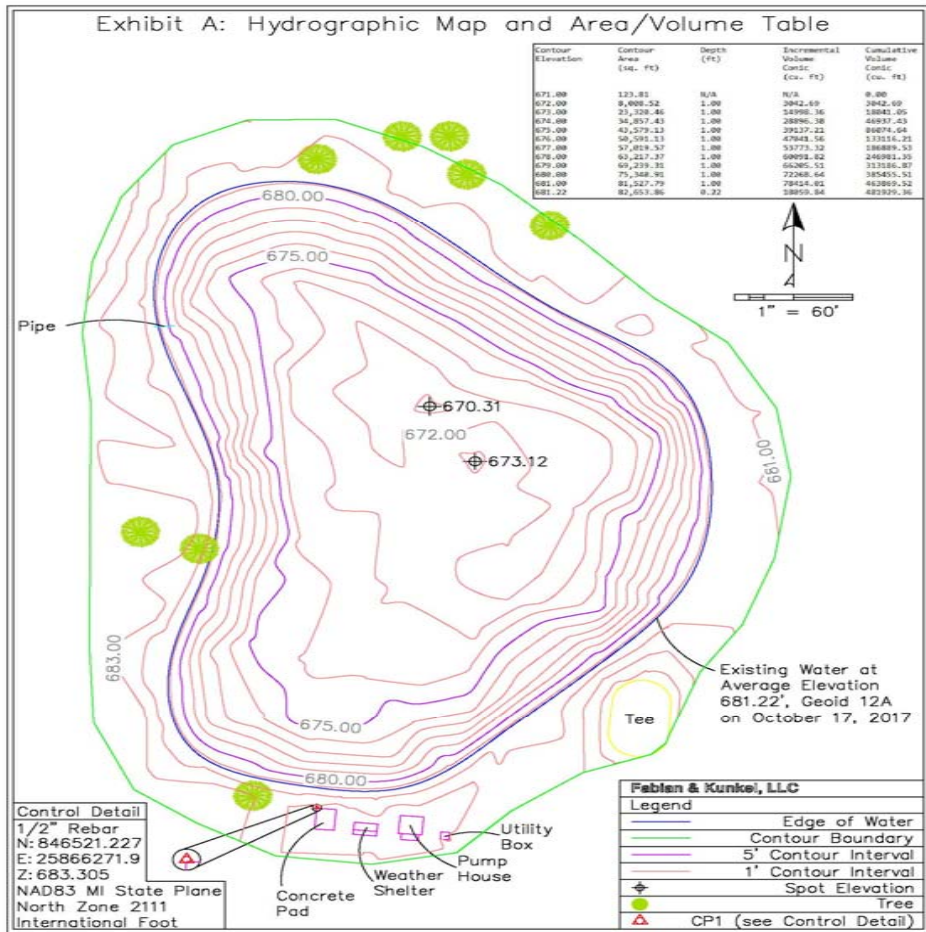 Exhibit A: Hydrographic Map and Area/Volume Table
Contour Elevation Contour Area (sq. ft) Depth (ft) Incremental Volume Conic (cu. ft) Cumulative Volume Conic (cu. ft)
671.00 123.81 N/A N/A 0.00
672.00 8,008.52 1.00 3042.69 3042.69
673.00 23,320.46 1.00 14998.36 18041.05
674.00 34,857.43 1.00 28896.38 46937.43
675.00 43,579.13 1.00 39137.21 86074.64
676.00 50,591.13 1.00 47041.56 133116.21
677.00 57,019.57 1.00 53773.32 186889.53
678.00 63,217.37 1.00 60091.82 246981.35
679.00 69,239.31 1.00 66205.51 313186.87
680.00 75,340.91 1.00 72268.64 385455.51
681.00 81,527.79 1.00 78414.01 463869.52
681.22 82,653.86 0.22 18059.84 481929.36
N
1" = 60'
680.00
675.00
Pipe
670.31
672.00
673.12
681.00
683.00
Existing Water at
Average Elevation
681.22', Geoid 12A
on October 17, 2017
Tee
675.00
680.00
Control Detail
1/2" Rebar
N: 846521.227
E: 25866271.9
Z: 683.305
NAD83 MI State Plane
North Zone 2111
International Foot
Concrete
Pad
Weather
Shelter
Pump
House
Utility
Box
Fabian & Kunkel, LLC
Legend
Edge of Water
Contour Boundary
5' Contour Interval
1' Contour Interval
Spot Elevation
Tree
CP1 (see Control Detail)